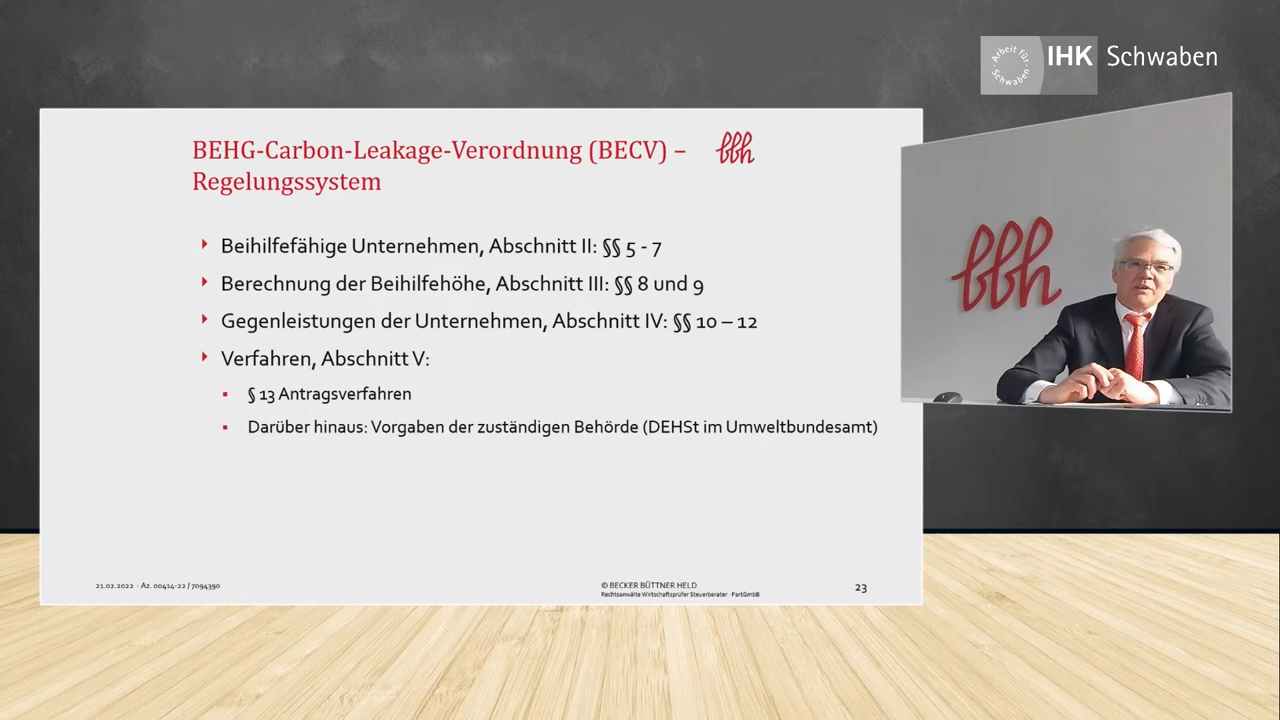 Arbeit für
Schwaben
IHK Schwaben
BEHG-Carbon-Leakage-Verordnung (BECV) –
bbh
Regelungssystem
Beihilfefähige Unternehmen, Abschnitt II: §§ 5 - 7
Berechnung der Beihilfehöhe, Abschnitt III: §§ 8 und 9
Gegenleistungen der Unternehmen, Abschnitt IV: §§ 10 – 12
Verfahren, Abschnitt V:
§ 13 Antragsverfahren
Darüber hinaus: Vorgaben der zuständigen Behörde (DEHSt im Umweltbundesamt)
bbh
21.02.2022 · Az. 00414-22 / 7094390
© BECKER BÜTTNER HELD
Rechtsanwälte Wirtschaftsprüfer Steuerberater · PartGmbB
23